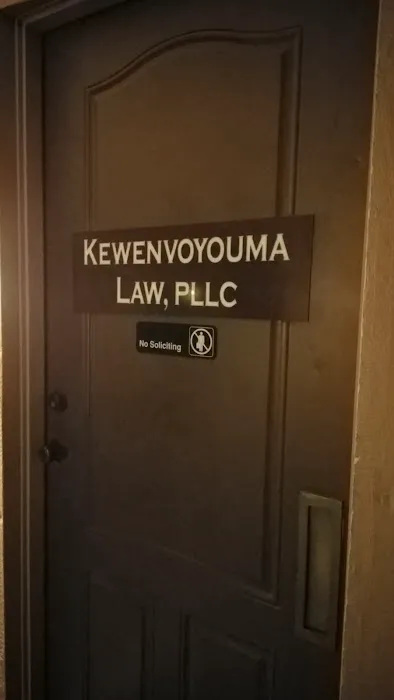 KEWENVOYOUMA
LAW, PLLC
No Soliciting